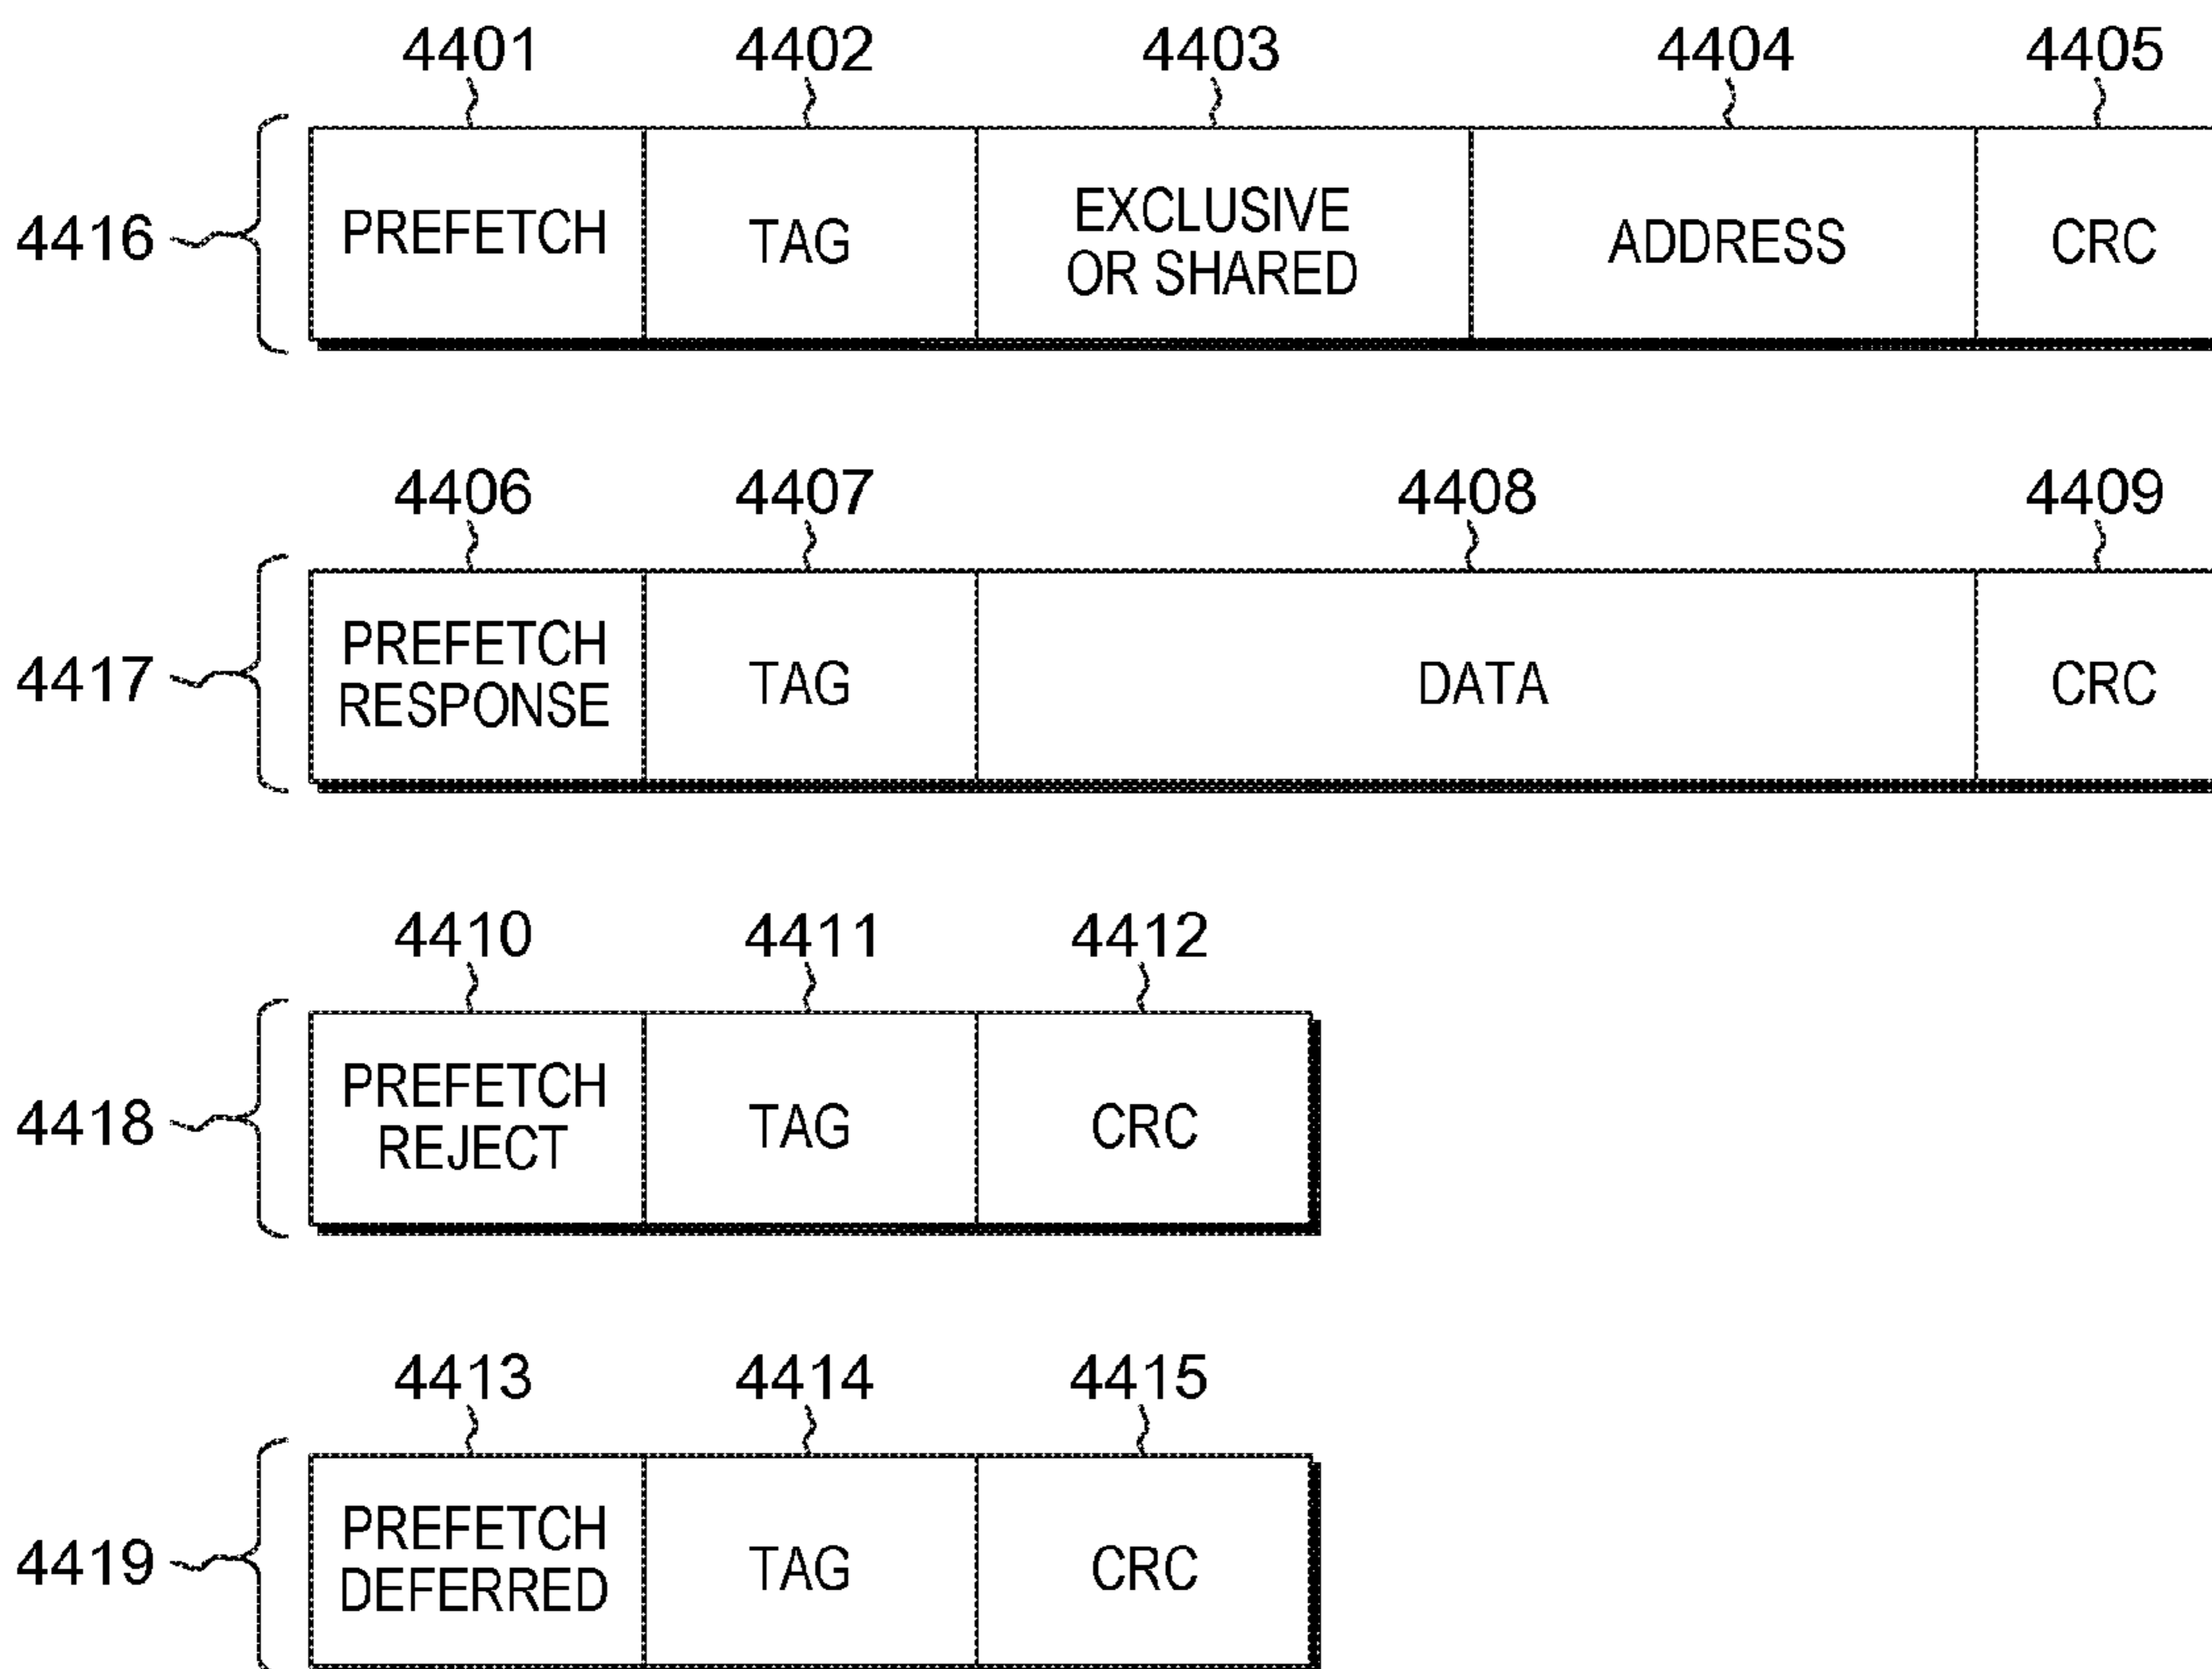 4401 4402 4403 4404 4405
4416 PREFETCH TAG EXCLUSIVE OR SHARED ADDRESS CRC
4406 4407 4408 4409
4417 PREFETCH RESPONSE TAG DATA CRC
4410 4411 4412
4418 PREFETCH REJECT TAG CRC
4413 4414 4415
4419 PREFETCH DEFERRED TAG CRC